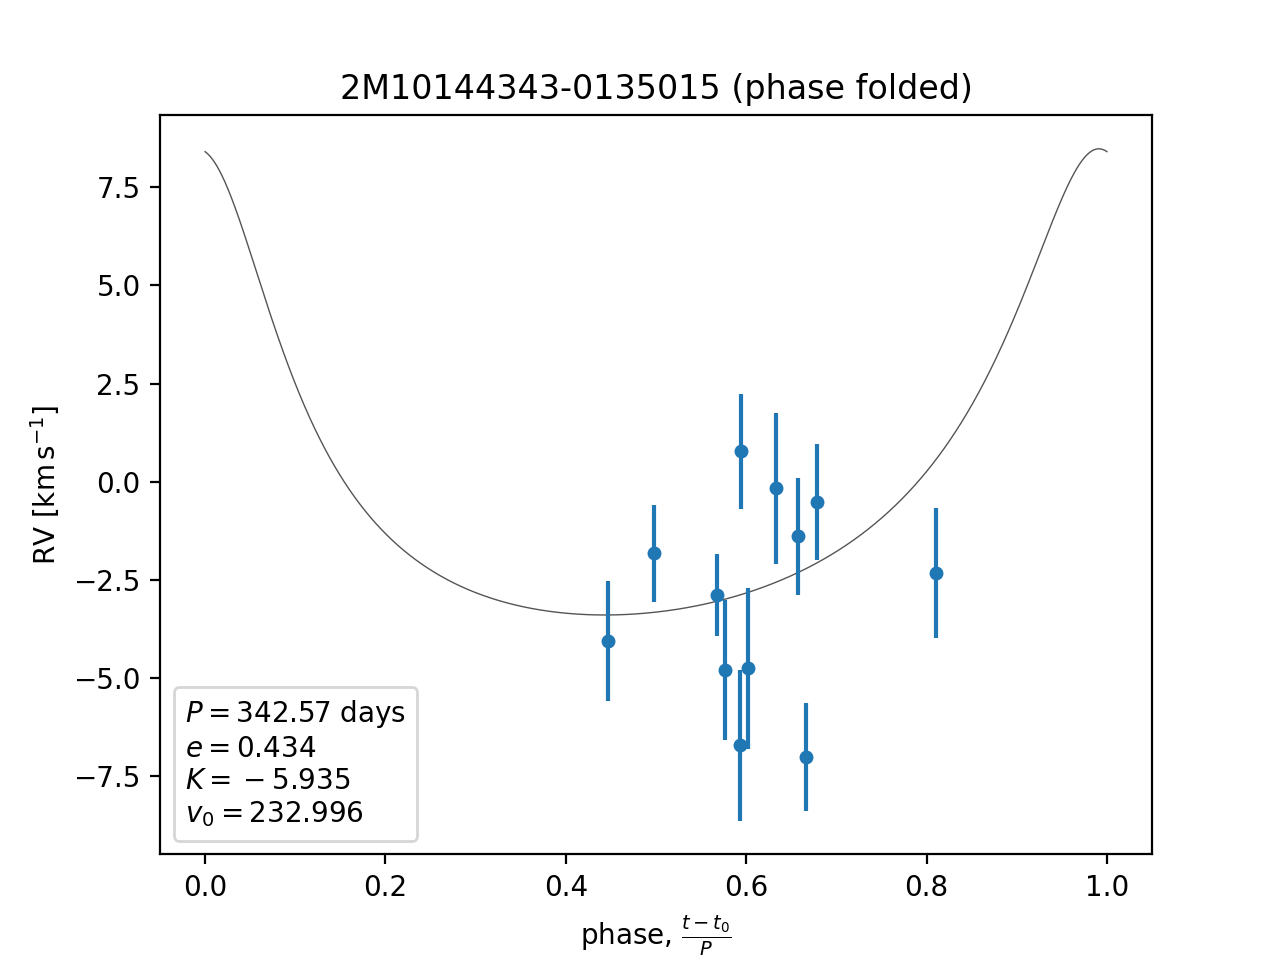 2M10144343-0135015 (phase folded)
RV [km s⁻¹]
7.5
5.0
2.5
0.0
−2.5
−5.0
−7.5
P = 342.57 days
e = 0.434
K = −5.935
v₀ = 232.996
0.0 0.2 0.4 0.6 0.8 1.0
phase, (t − t₀)/P